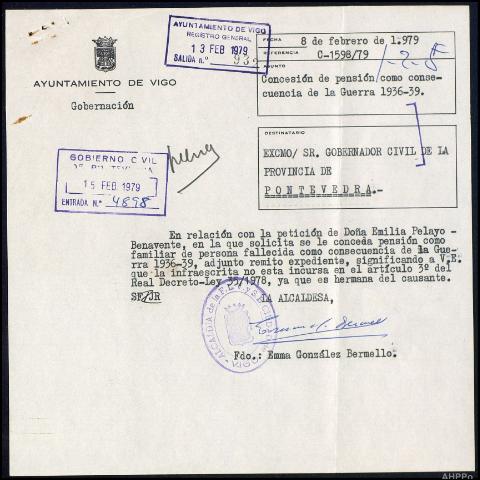 AYUNTAMIENTO DE VIGO
REGISTRO GENERAL
13 FEB 1979
SALIDA n.º 932
AYUNTAMIENTO DE VIGO
Gobernación
FECHA 8 de febrero de 1.979
REFERENCIA C-1598/79
ASUNTO
Concesión de pensión/como conse-
cuencia de la Guerra 1936-39.
GOBIERNO CIVIL
15 FEB 1979
ENTRADA N.º 4898
DESTINATARIO
EXCMO/ SR. GOBERNADOR CIVIL DE LA
PROVINCIA DE
PONTEVEDRA.-
En relación con la petición de Doña Emilia Pelayo -
Benavente, en la que solicita se le conceda pensión como
familiar de persona fallecida como consecuencia de la Gue-
rra 1936-39, adjunto remito expediente, significando a V.E.
que la infraescrita no esta incursa en el artículo 3º del
Real Decreto-Ley 35/1978, ya que es hermana del causante.
SE/JR
LA ALCALDESA,
VIGO
Fdo.: Emma González Bermello.
AHPPo